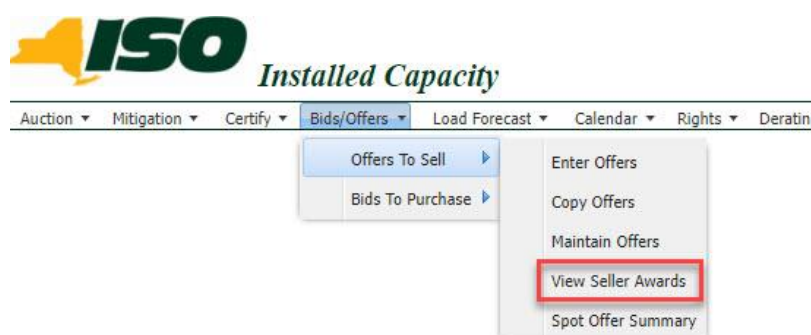 ISO
Installed Capacity
Auction Mitigation Certify Bids/Offers Load Forecast Calendar Rights Deratin
Offers To Sell
Bids To Purchase
Enter Offers
Copy Offers
Maintain Offers
View Seller Awards
Spot Offer Summary